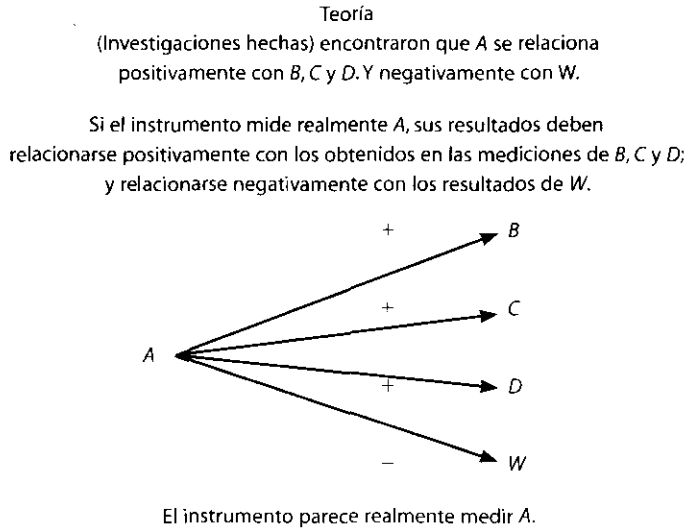 Teoría
(Investigaciones hechas) encontraron que A se relaciona
positivamente con B, C y D. Y negativamente con W.
Si el instrumento mide realmente A, sus resultados deben
relacionarse positivamente con los obtenidos en las mediciones de B, C y D;
y relacionarse negativamente con los resultados de W.
+ B
+ C
A
+ D
− W
El instrumento parece realmente medir A.